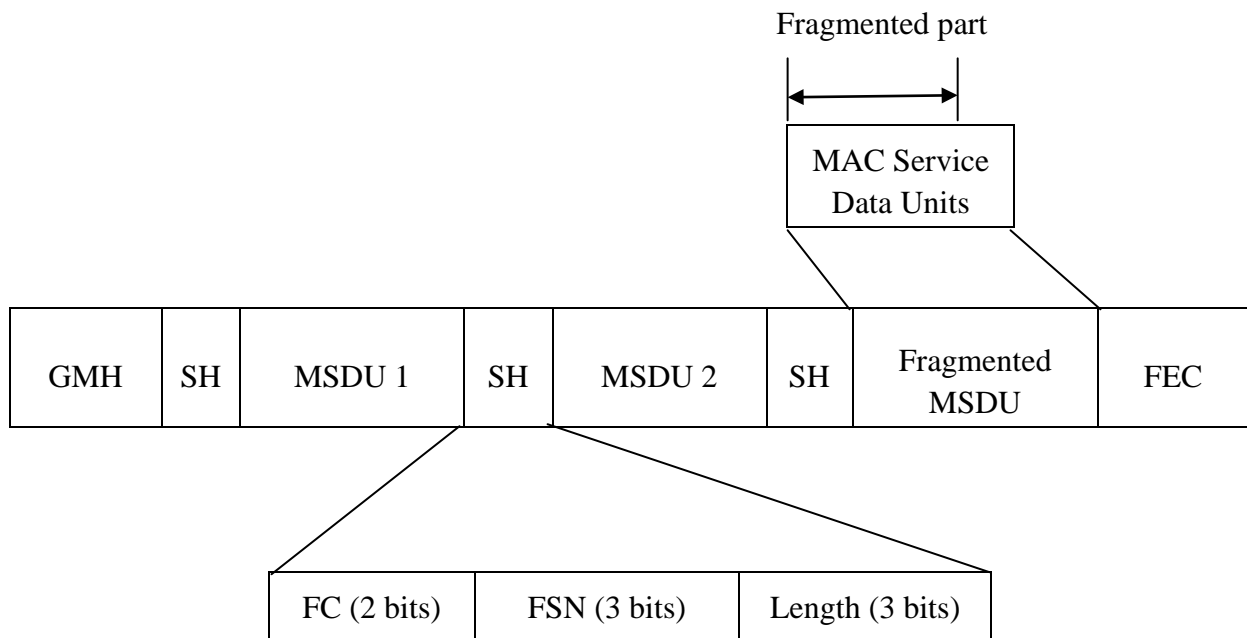 Fragmented part
MAC Service
Data Units
GMH
SH
MSDU 1
SH
MSDU 2
SH
Fragmented
MSDU
FEC
FC (2 bits)
FSN (3 bits)
Length (3 bits)